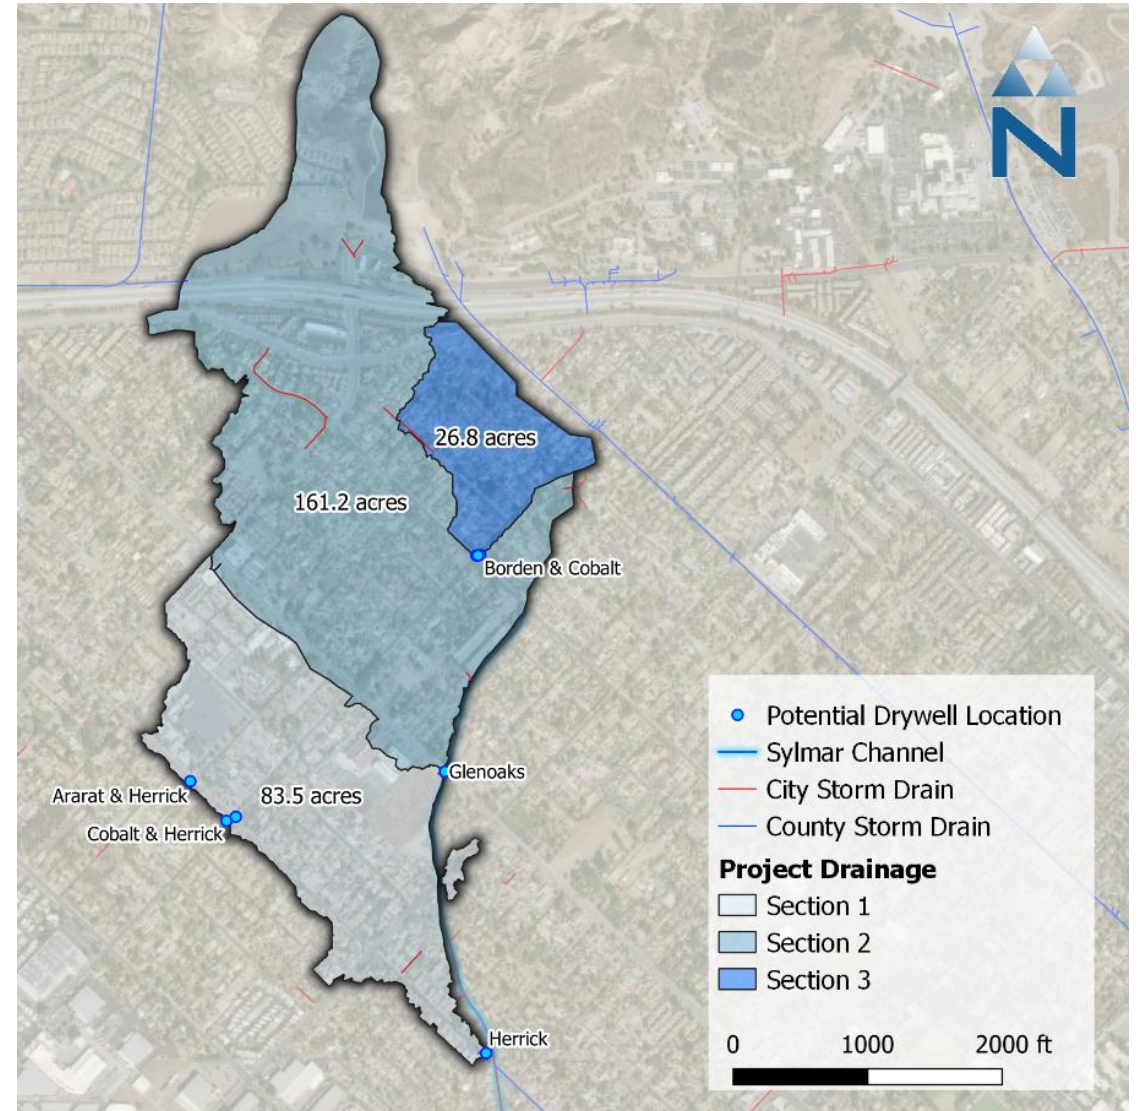 N
26.8 acres
161.2 acres
Borden & Cobalt
Glenoaks
Ararat & Herrick
83.5 acres
Cobalt & Herrick
Herrick
Potential Drywell Location
Sylmar Channel
City Storm Drain
County Storm Drain
Project Drainage
Section 1
Section 2
Section 3
0 1000 2000 ft